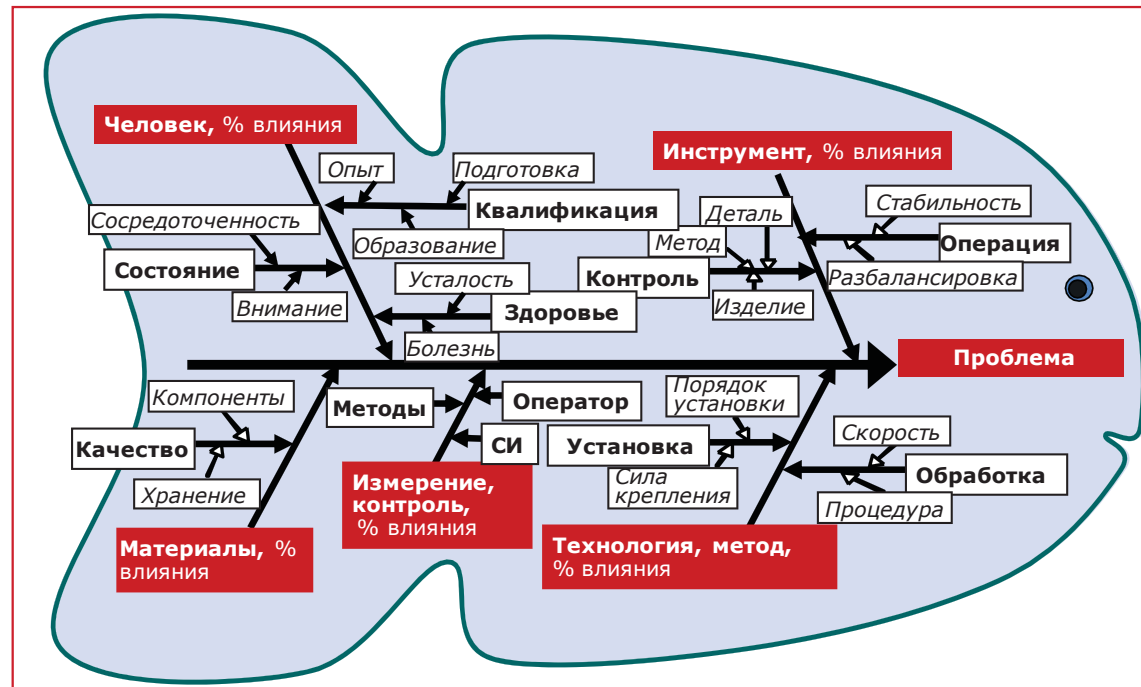 Человек, % влияния
Инструмент, % влияния
Опыт
Подготовка
Сосредоточенность
Квалификация
Деталь
Стабильность
Образование
Метод
Операция
Состояние
Контроль
Усталость
Разбалансировка
Внимание
Изделие
Здоровье
Болезнь
Проблема
Компоненты
Порядок
установки
Методы
Оператор
Скорость
Качество
СИ
Установка
Обработка
Хранение
Сила
крепления
Процедура
Измерение,
контроль,
% влияния
Материалы, %
влияния
Технология, метод,
% влияния